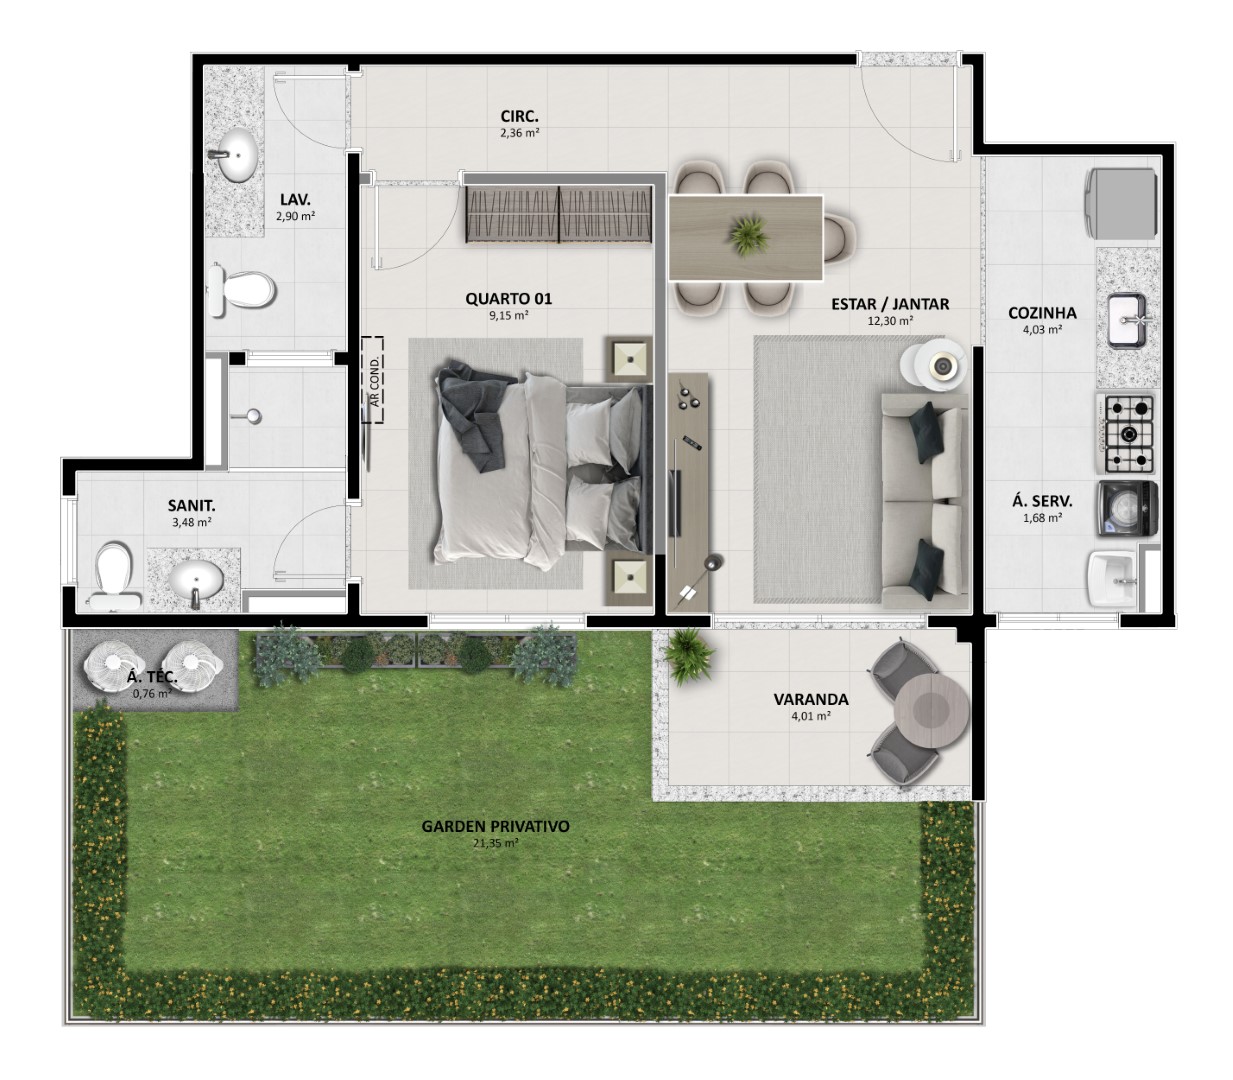 CIRC.
2,36 m²
LAV.
2,90 m²
QUARTO 01
9,15 m²
ESTAR / JANTAR
12,30 m²
COZINHA
4,03 m²
AR COND.
SANIT.
3,48 m²
Á. SERV.
1,68 m²
Á. TÉC.
0,76 m²
VARANDA
4,01 m²
GARDEN PRIVATIVO
21,35 m²